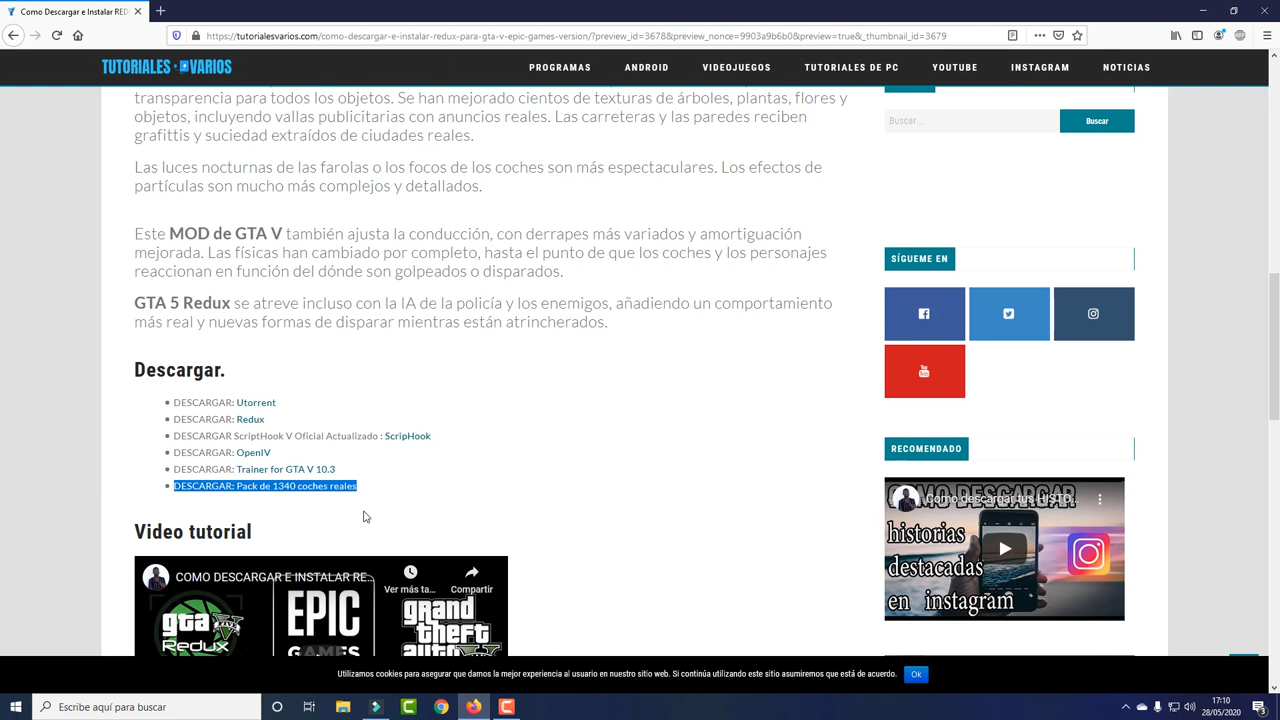 Como Descargar e Instalar RED
https://tutorialesvarios.com/como-descargar-e-instalar-redux-para-gta-v-epic-games-version/?preview_id=3678&preview_nonce=9903a9b6b0&preview=true&_thumbnail_id=3679
TUTORIALES VARIOS
PROGRAMAS ANDROID VIDEOJUEGOS TUTORIALES DE PC YOUTUBE INSTAGRAM NOTICIAS
transparencia para todos los objetos. Se han mejorado cientos de texturas de árboles, plantas, flores y
objetos, incluyendo vallas publicitarias con anuncios reales. Las carreteras y las paredes reciben
grafittis y suciedad extraídos de ciudades reales.
Las luces nocturnas de las farolas o los focos de los coches son más espectaculares. Los efectos de
partículas son mucho más complejos y detallados.
Este MOD de GTA V también ajusta la conducción, con derrapes más variados y amortiguación
mejorada. Las físicas han cambiado por completo, hasta el punto de que los coches y los personajes
reaccionan en función del dónde son golpeados o disparados.
GTA 5 Redux se atreve incluso con la IA de la policía y los enemigos, añadiendo un comportamiento
más real y nuevas formas de disparar mientras están atrincherados.
Descargar.
DESCARGAR: Utorrent
DESCARGAR: Redux
DESCARGAR ScriptHook V Oficial Actualizado : ScripHook
DESCARGAR: OpenIV
DESCARGAR: Trainer for GTA V 10.3
DESCARGAR: Pack de 1340 coches reales
Video tutorial
COMO DESCARGAR E INSTALAR RE...
Ver más ta...
Compartir
gta V
Redux
EPIC
GAMES
grand
theft
auto
Buscar ...
Buscar
SÍGUEME EN
You Tube
RECOMENDADO
COMO DESCARGAR
Como descargar tus HISTO...
historias
destacadas
en instagram
Utilizamos cookies para asegurar que damos la mejor experiencia al usuario en nuestro sitio web. Si continúa utilizando este sitio asumiremos que está de acuerdo.
Ok
Escribe aquí para buscar
17:10
28/05/2020
3